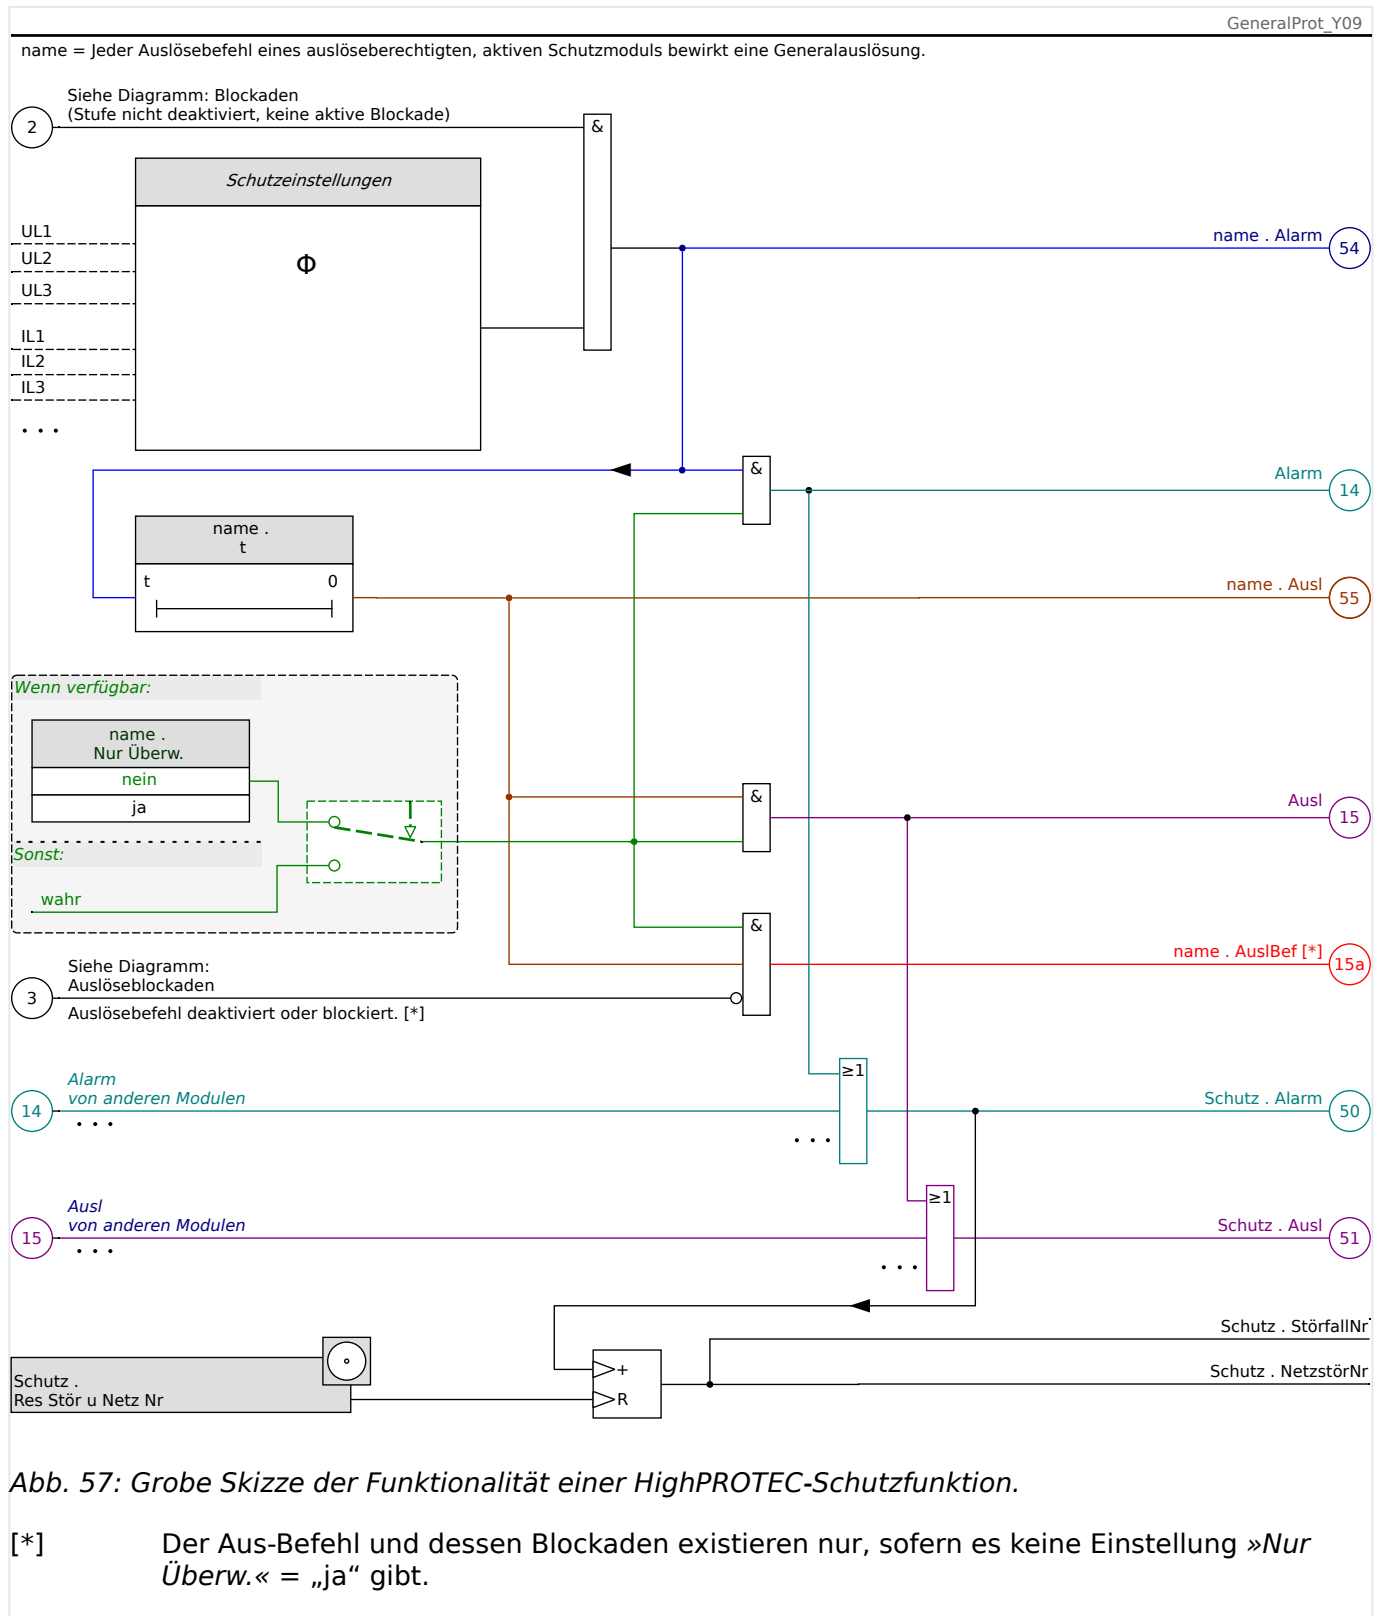 GeneralProt_Y09
name = Jeder Auslösebefehl eines auslöseberechtigten, aktiven Schutzmoduls bewirkt eine Generalauslösung.
Siehe Diagramm: Blockaden
(Stufe nicht deaktiviert, keine aktive Blockade)
2
&
Schutzeinstellungen
Φ
UL1
UL2
UL3
IL1
IL2
IL3
. . .
name . Alarm
54
&
Alarm
14
name .
t
t 0
name . Ausl
55
Wenn verfügbar:
name .
Nur Überw.
nein
ja
Sonst:
wahr
&
Ausl
15
&
name . AuslBef [*]
15a
Siehe Diagramm:
Auslöseblockaden
3
Auslösebefehl deaktiviert oder blockiert. [*]
Alarm
von anderen Modulen
14
. . .
≥1
. . .
Schutz . Alarm
50
Ausl
von anderen Modulen
15
. . .
≥1
. . .
Schutz . Ausl
51
Schutz . StörfallNr
Schutz . NetzstörNr
+
R
Schutz .
Res Stör u Netz Nr
Abb. 57: Grobe Skizze der Funktionalität einer HighPROTEC-Schutzfunktion.
[*] Der Aus-Befehl und dessen Blockaden existieren nur, sofern es keine Einstellung »Nur
Überw.« = „ja“ gibt.